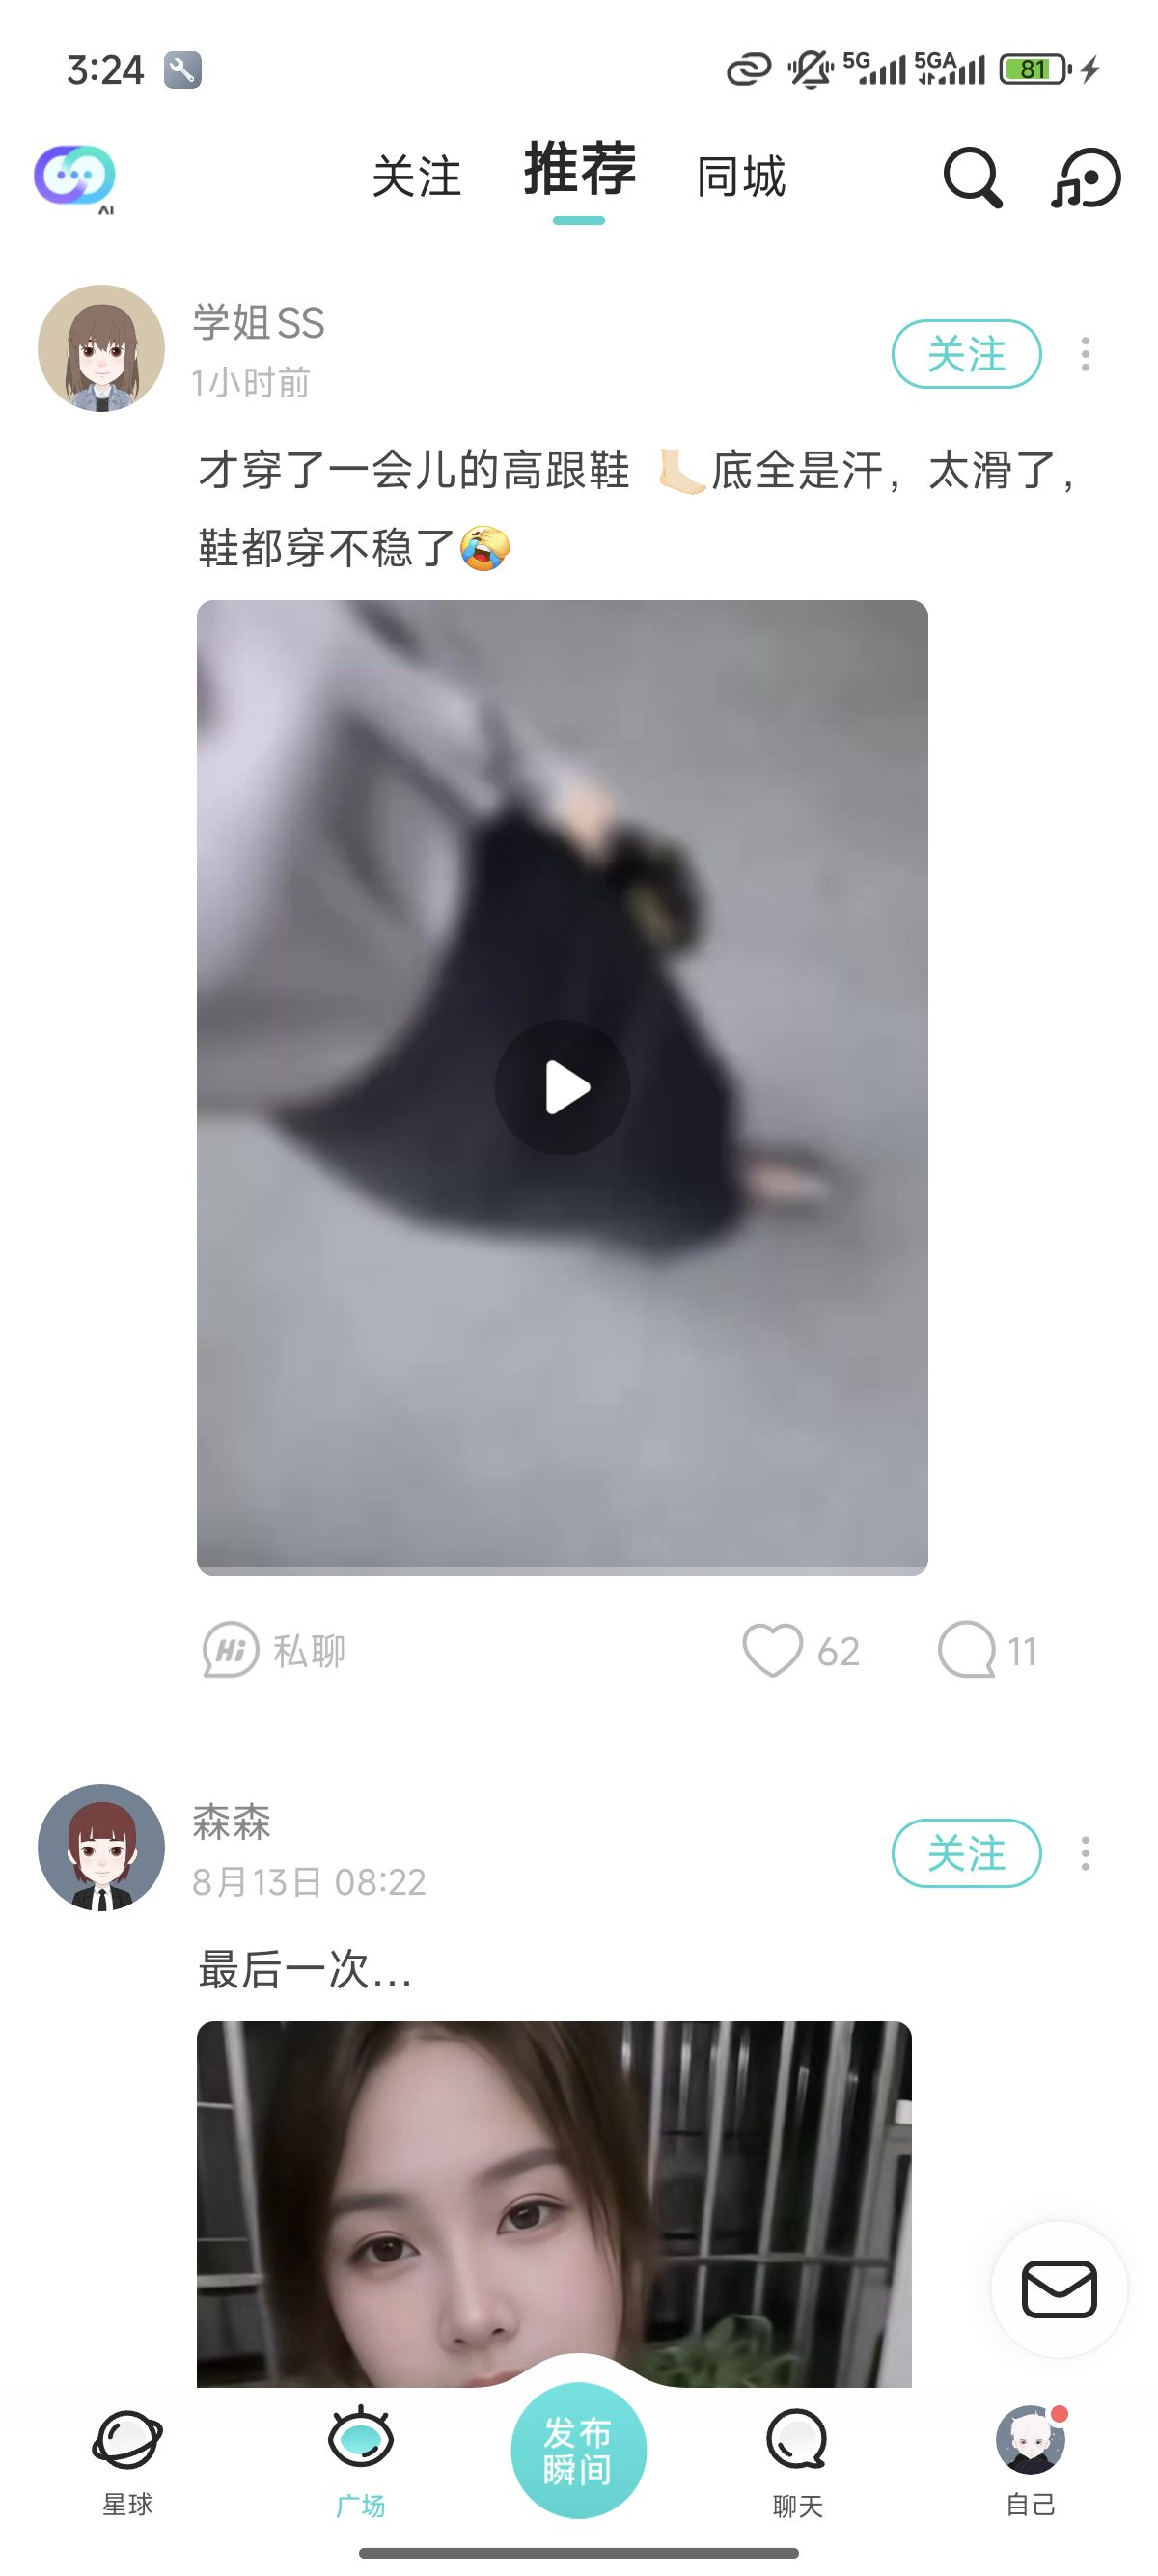 3:24
5G 5GA 81
AI
关注 推荐 同城
学姐SS
1小时前
关注
才穿了一会儿的高跟鞋 🦶🏻底全是汗，太滑了，
鞋都穿不稳了😭
Hi 私聊 62 11
森森
8月13日 08:22
关注
最后一次...
发布
瞬间
星球 广场 聊天 自己